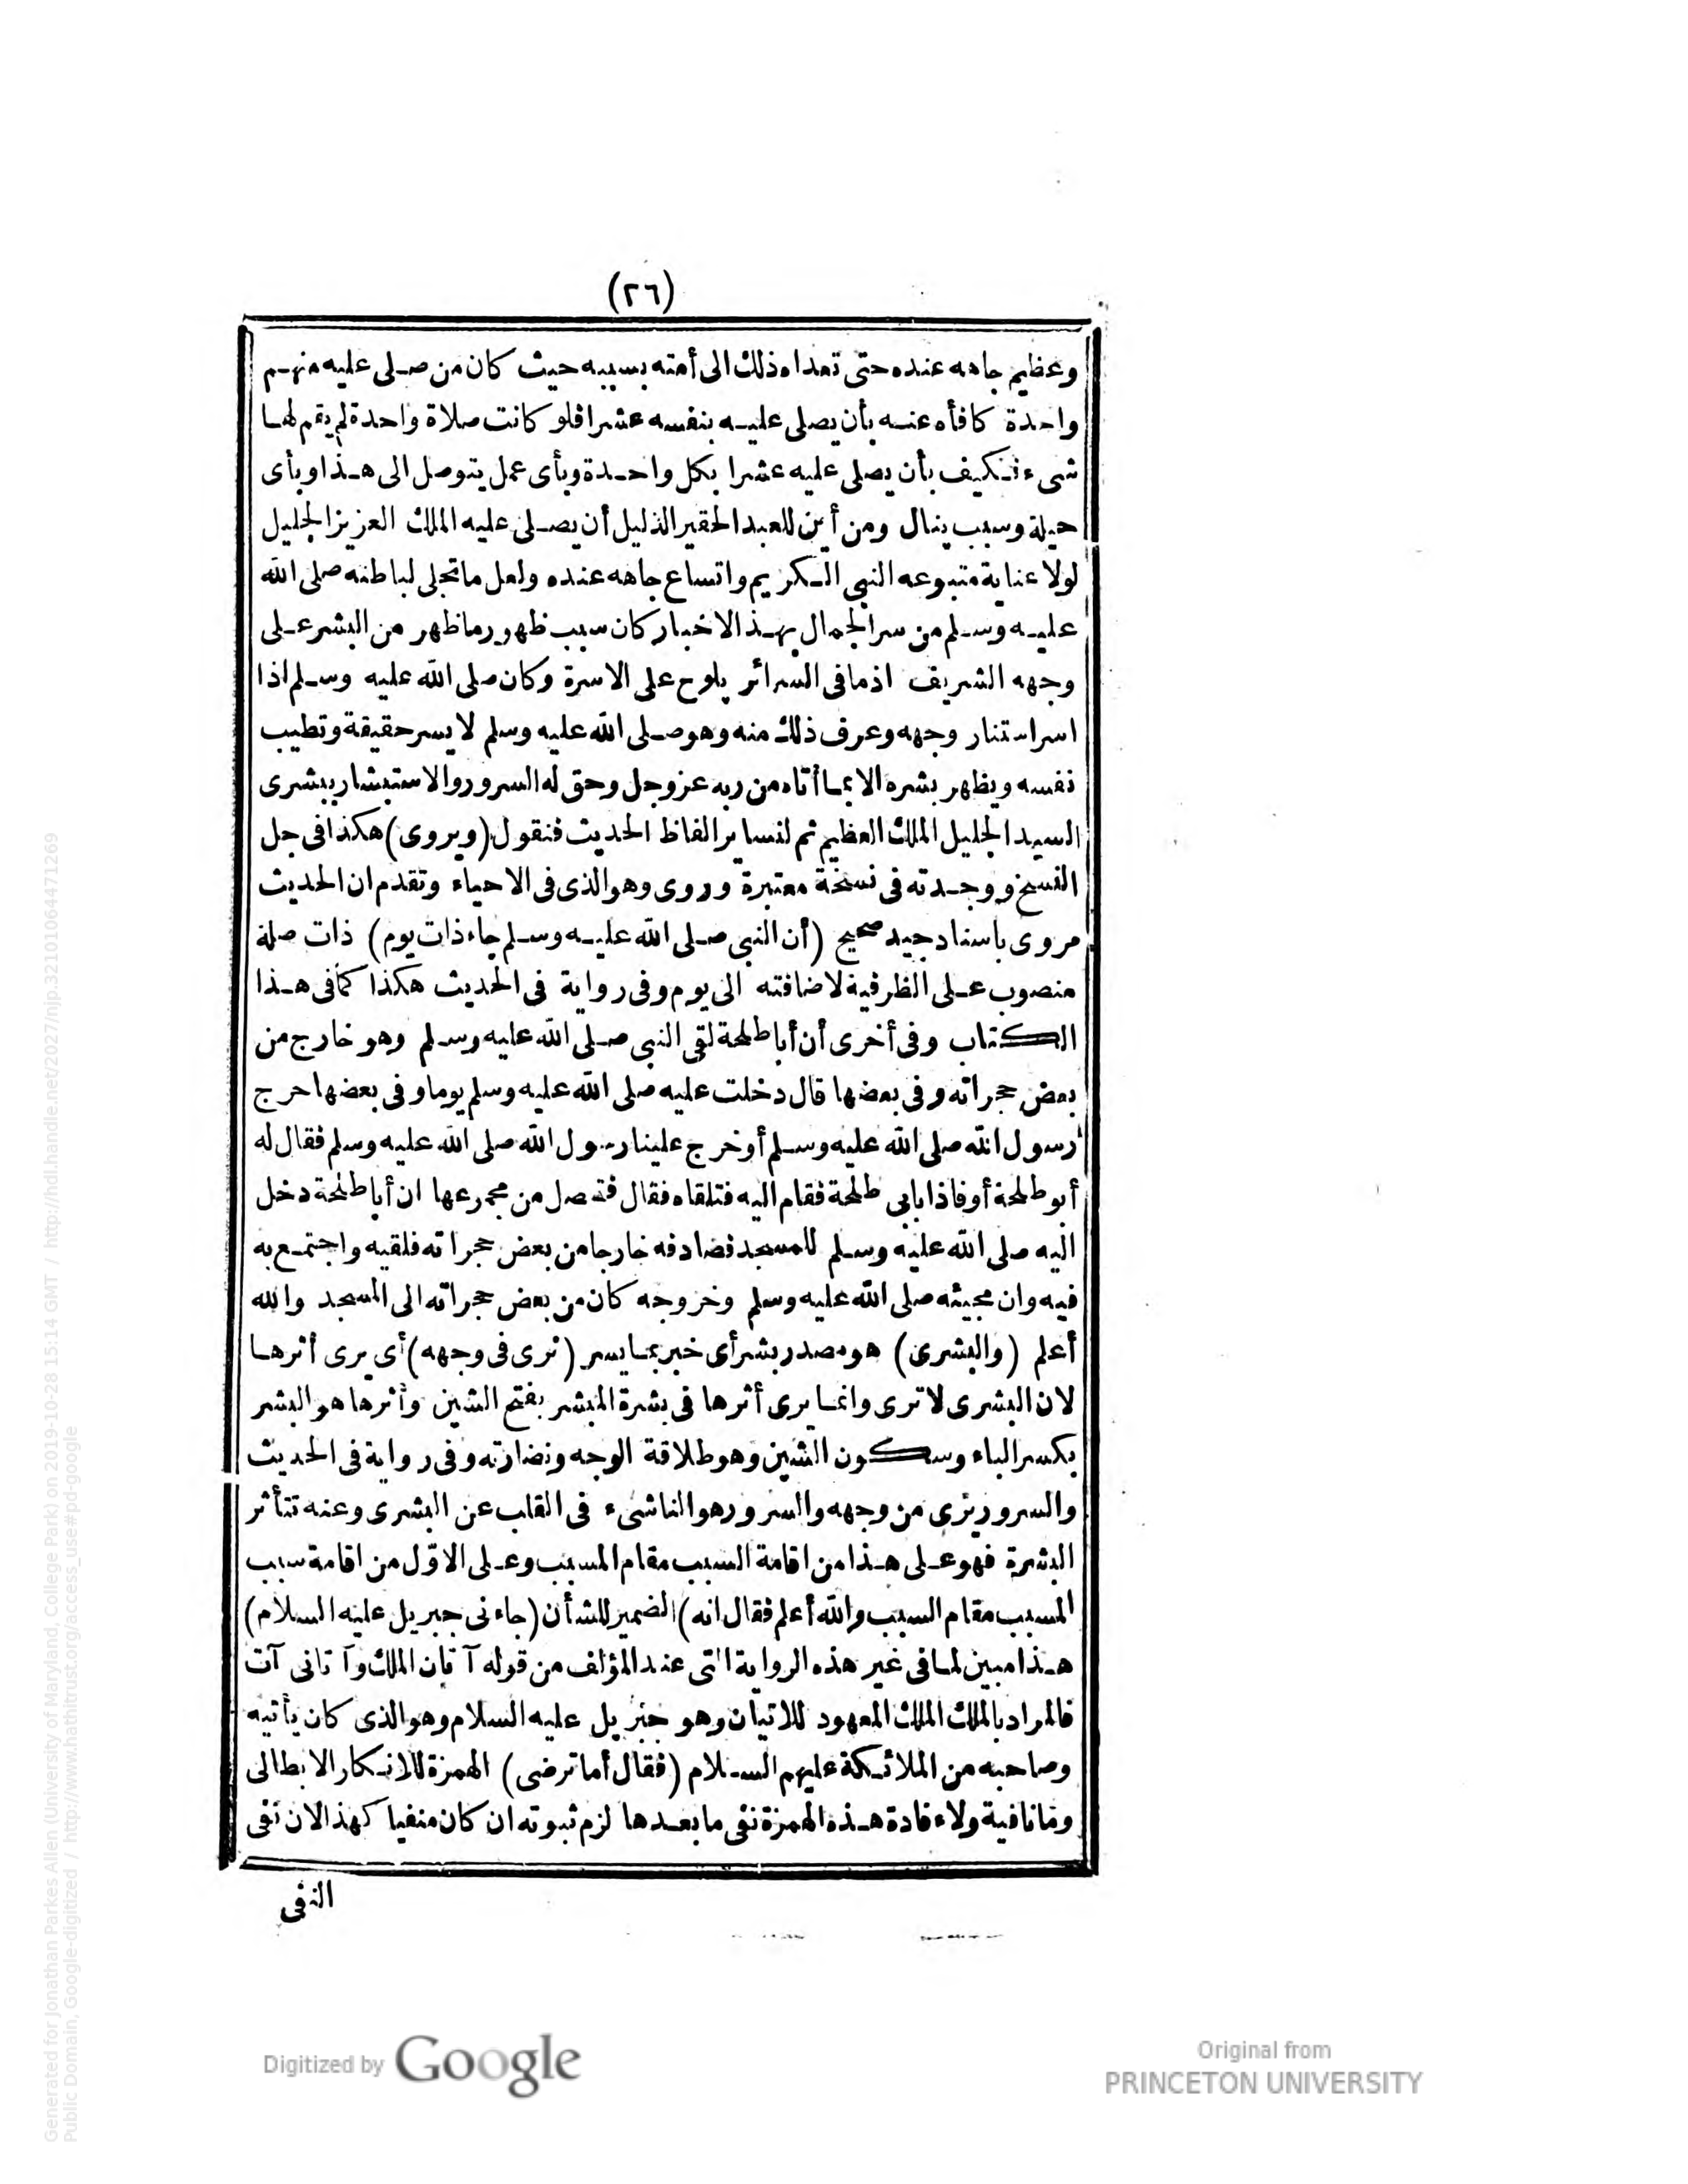 (٢٦)
وعظيم جاهه عنده حتى تعداه ذلك الى أمته بسببه حيث كان من صلى عليه منهم
واحدة كافأه عنه بأن يصلى عليه بنفسه عشرا فلو كانت صلاة واحدة لم يقم لها
شىء فكيف بأن يصلى عليه عشرا بكل واحدة وبأى عمل يتوصل الى هذا وبأى
حيلة وسبب ينال ومن أين للعبد الحقير الذليل أن يصلى عليه الملك العزيز الجليل
لولا عناية متبوعه النبى الكريم واتساع جاهه عنده ولعل ما تجلى لباطنه صلى الله
عليه وسلم من سر الجمال بهذ الاخبار كان سبب ظهور ما ظهر من البشر على
وجهه الشريف اذ ما فى السرائر يلوح على الاسرة وكان صلى الله عليه وسلم اذا
اسر استنار وجهه وعرف ذلك منه وهو صلى الله عليه وسلم لا يسر حقيقة وتطيب
نفسه ويظهر بشره الا بما أتاه من ربه عز وجل وحق له السرور والاستبشار ببشرى
السيد الجليل الملك العظيم ثم لنسا ير الفاظ الحديث فنقول (ويروى) هكذا فى جل
النسخ ووجدته فى نسخة معتبرة وروى وهو الذى فى الاحياء وتقدم ان الحديث
مروى باسناد جيد صحيح (أن النبى صلى الله عليه وسلم جاء ذات يوم) ذات صلة
منصوب على الظرفية لاضافته الى يوم وفى رواية فى الحديث هكذا كما فى هذا
الكتاب وفى أخرى أن أبا طلحة لقى النبى صلى الله عليه وسلم وهو خارج من
بعض حجراته وفى بعضها قال دخلت عليه صلى الله عليه وسلم يوما وفى بعضها خرج
رسول الله صلى الله عليه وسلم أو خرج علينا رسول الله صلى الله عليه وسلم فقال له
أبو طلحة أو فاذا بابى طلحة فقام اليه فتلقاه فقال فتحصل من مجموعها ان أبا طلحة دخل
اليه صلى الله عليه وسلم للمسجد فصادفه خارجا من بعض حجراته فلقيه واجتمع به
فيه وان مجيئه صلى الله عليه وسلم وخروجه كان من بعض حجراته الى المسجد والله
أعلم (والبشرى) هو مصدر بشر أى خبر بما يسر (ترى فى وجهه) أى يرى أثرها
لان البشرى لا ترى وانما يرى أثرها فى بشرة المبشر بفتح الشين وأثرها هو البشر
بكسر الباء وسكون الشين وهو طلاقة الوجه ونضارته وفى رواية فى الحديث
والسرور يرى من وجهه والسرور هو الناشىء فى القلب عن البشرى وعنه تتأثر
البشرة فهو على هذا من اقامة السبب مقام المسبب وعلى الاوّل من اقامة سبب
المسبب مقام السبب والله أعلم فقال انه) الضمير للشأن (جاءنى جبريل عليه السلام)
هذا مبين لما فى غير هذه الرواية التى عند المؤلف من قوله آتان الملك وآتانى آت
فالمراد بالملك الملك المعهود للاتيان وهو جبريل عليه السلام وهو الذى كان يأتيه
وصاحبه من الملائكة عليهم السلام (فقال أما ترضى) الهمزة للانكار الابطالى
وما نافية ولاءفادة هذه الهمزة نفى ما بعدها لزم ثبوته ان كان منفيا كهذ الان نفى
النفى
Digitized by Google
Original from
PRINCETON UNIVERSITY
Generated for Jonathan Parkes Allen (University of Maryland, College Park) on 2019-10-28 15:14 GMT / http://hdl.handle.net/2027/njp.32101064471269
Public Domain, Google-digitized / http://www.hathitrust.org/access_use#pd-google